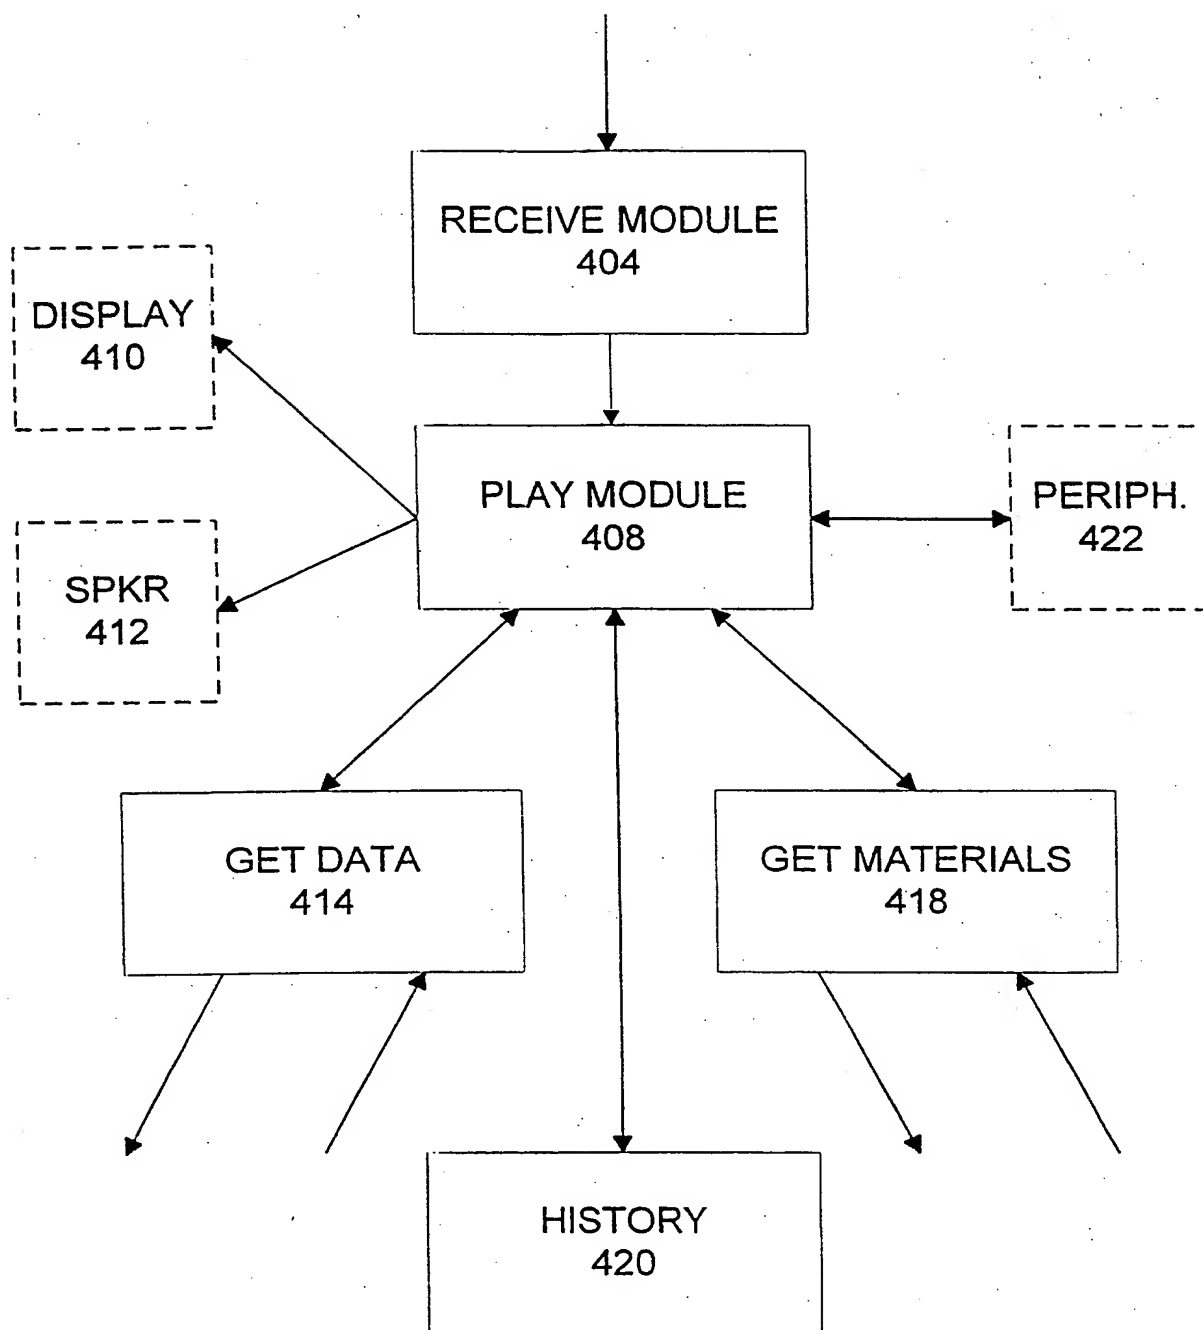 RECEIVE MODULE
404
DISPLAY
410
PLAY MODULE
408
PERIPH.
422
SPKR
412
GET DATA
414
GET MATERIALS
418
HISTORY
420